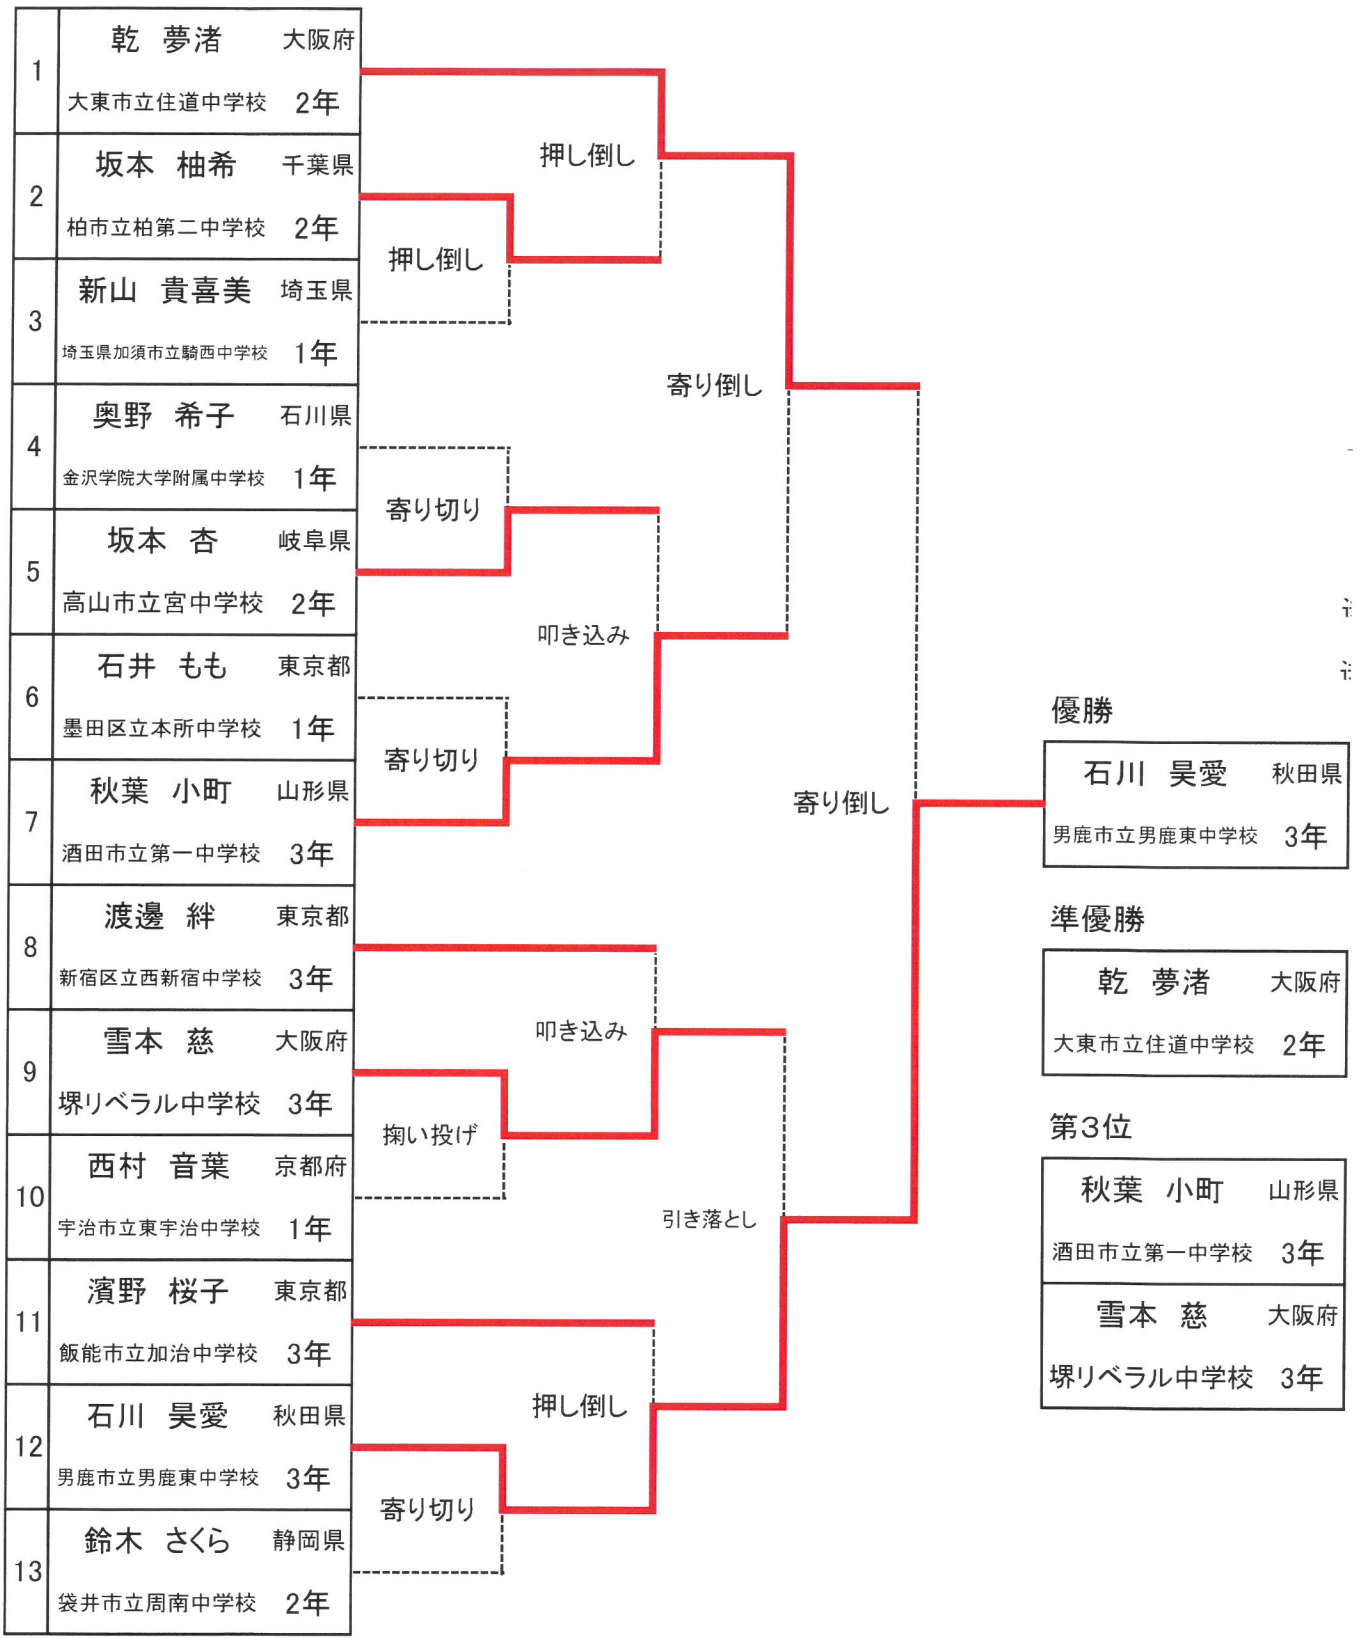 1 乾 夢渚 大阪府
大東市立住道中学校 2年
2 坂本 柚希 千葉県
柏市立柏第二中学校 2年
3 新山 貴喜美 埼玉県
埼玉県加須市立騎西中学校 1年
4 奥野 希子 石川県
金沢学院大学附属中学校 1年
5 坂本 杏 岐阜県
高山市立宮中学校 2年
6 石井 もも 東京都
墨田区立本所中学校 1年
7 秋葉 小町 山形県
酒田市立第一中学校 3年
8 渡邊 絆 東京都
新宿区立西新宿中学校 3年
9 雪本 慈 大阪府
堺リベラル中学校 3年
10 西村 音葉 京都府
宇治市立東宇治中学校 1年
11 濱野 桜子 東京都
飯能市立加治中学校 3年
12 石川 昊愛 秋田県
男鹿市立男鹿東中学校 3年
13 鈴木 さくら 静岡県
袋井市立周南中学校 2年
押し倒し
寄り切り
寄り切り
掬い投げ
寄り切り
押し倒し
叩き込み
叩き込み
押し倒し
寄り倒し
引き落とし
寄り倒し
優勝
石川 昊愛 秋田県
男鹿市立男鹿東中学校 3年
準優勝
乾 夢渚 大阪府
大東市立住道中学校 2年
第3位
秋葉 小町 山形県
酒田市立第一中学校 3年
雪本 慈 大阪府
堺リベラル中学校 3年